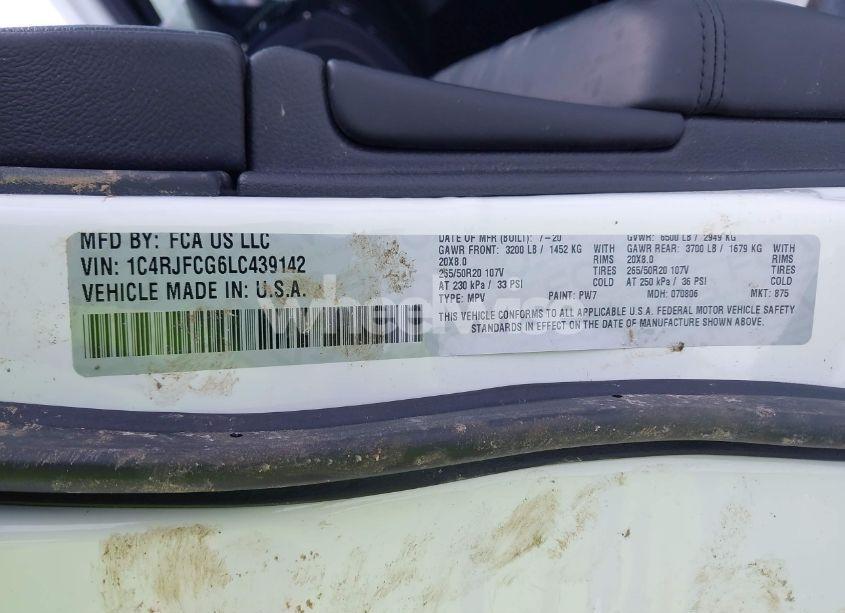 MFD BY: FCA US LLC
VIN: 1C4RJFCG6LC439142
VEHICLE MADE IN: U.S.A.
DATE OF MFR (BUILT): 7-20 GVWR: 6500 LB / 2949 KG
GAWR FRONT: 3200 LB / 1452 KG WITH GAWR REAR: 3700 LB / 1679 KG WITH
20X8.0 RIMS 20X8.0 RIMS
265/50R20 107V TIRES 265/50R20 107V TIRES
AT 230 kPa / 33 PSI COLD AT 250 kPa / 36 PSI COLD
TYPE: MPV PAINT: PW7 MDH: 070806 MKT: 875
THIS VEHICLE CONFORMS TO ALL APPLICABLE U.S.A. FEDERAL MOTOR VEHICLE SAFETY
STANDARDS IN EFFECT ON THE DATE OF MANUFACTURE SHOWN ABOVE.